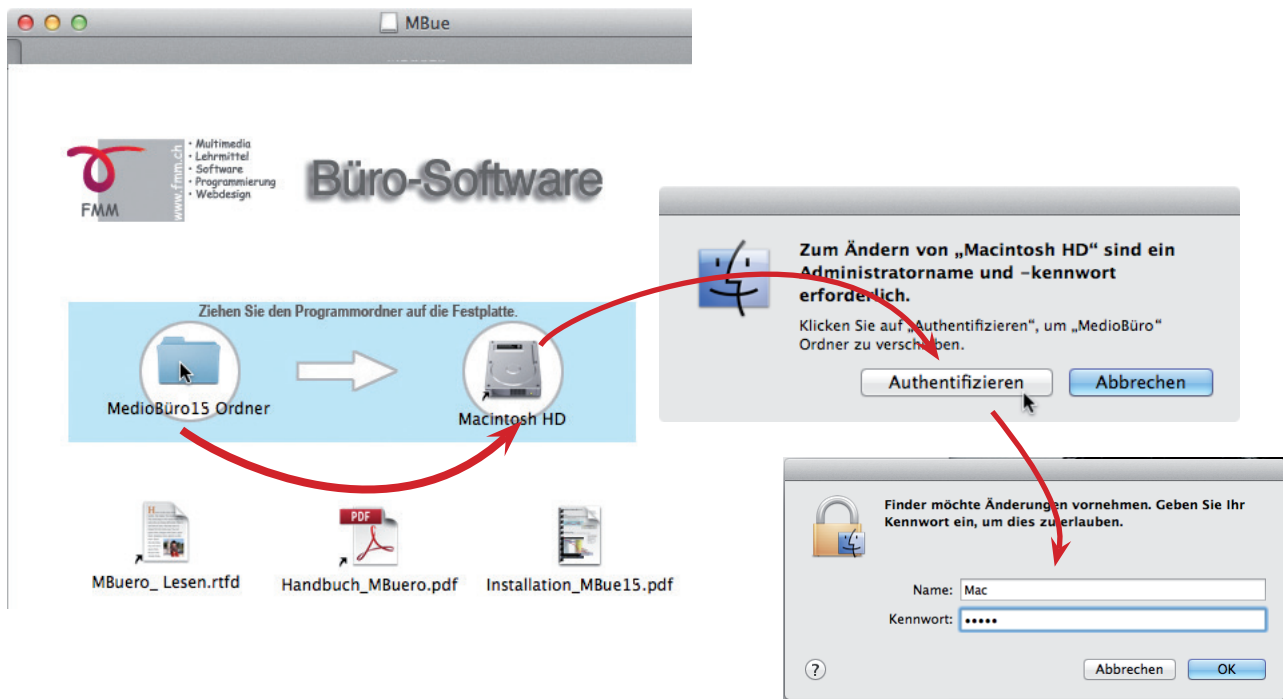 MBue
· Multimedia
· Lehrmittel
· Software
· Programmierung
· Webdesign
www.fmm.ch
FMM
Büro-Software
Ziehen Sie den Programmordner auf die Festplatte.
MedioBüro15 Ordner
Macintosh HD
MBuero_ Lesen.rtfd
PDF
Handbuch_MBuero.pdf
Installation_MBue15.pdf
Zum Ändern von „Macintosh HD“ sind ein
Administratorname und –kennwort
erforderlich.
Klicken Sie auf „Authentifizieren“, um „MedioBüro“
Ordner zu verschieben.
Authentifizieren
Abbrechen
Finder möchte Änderungen vornehmen. Geben Sie Ihr
Kennwort ein, um dies zu erlauben.
Name: Mac
Kennwort: •••••
?
Abbrechen
OK